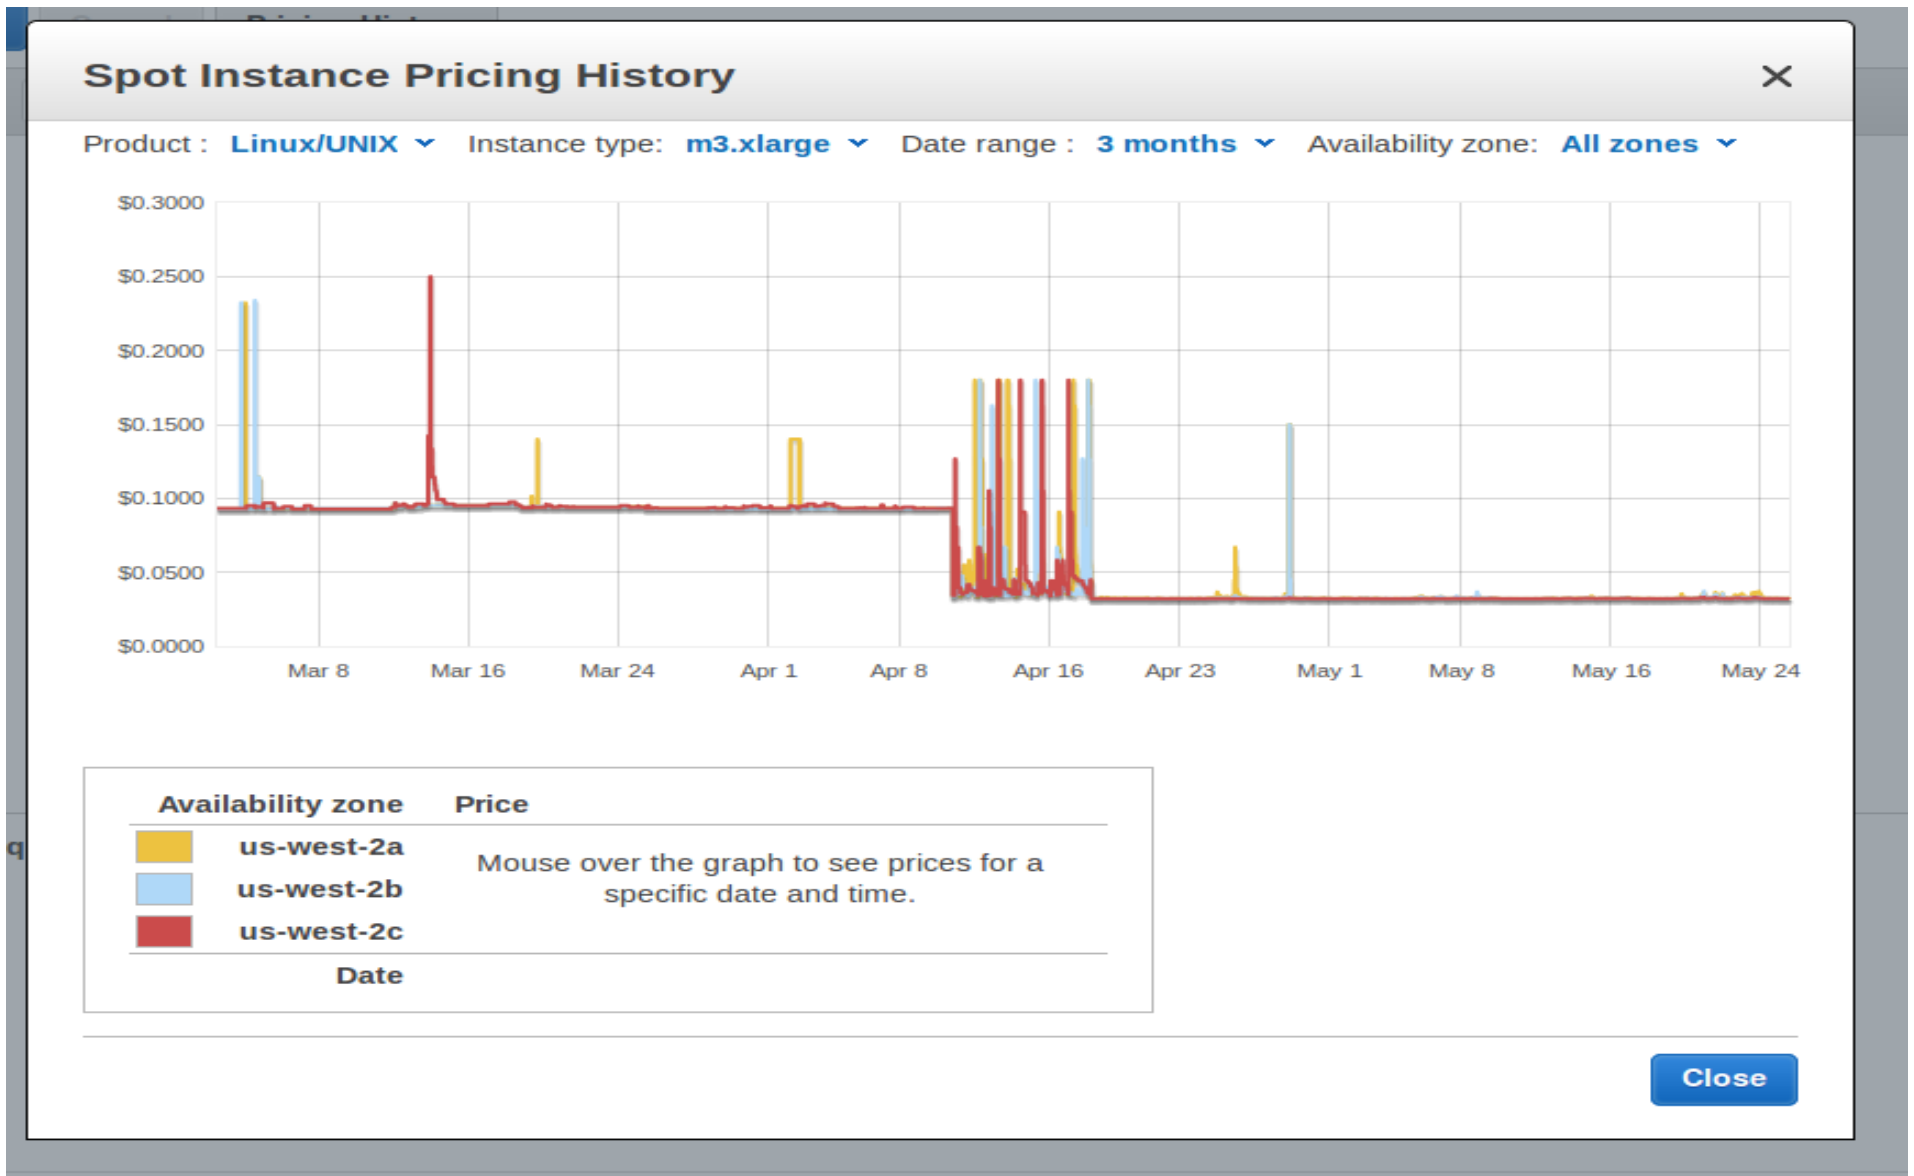 Pricing History
Spot Instance Pricing History
Product : Linux/UNIX Instance type: m3.xlarge Date range : 3 months Availability zone: All zones
$0.3000
$0.2500
$0.2000
$0.1500
$0.1000
$0.0500
$0.0000
Mar 8 Mar 16 Mar 24 Apr 1 Apr 8 Apr 16 Apr 23 May 1 May 8 May 16 May 24
Availability zone Price
us-west-2a
us-west-2b
us-west-2c
Mouse over the graph to see prices for a
specific date and time.
Date
q
Close